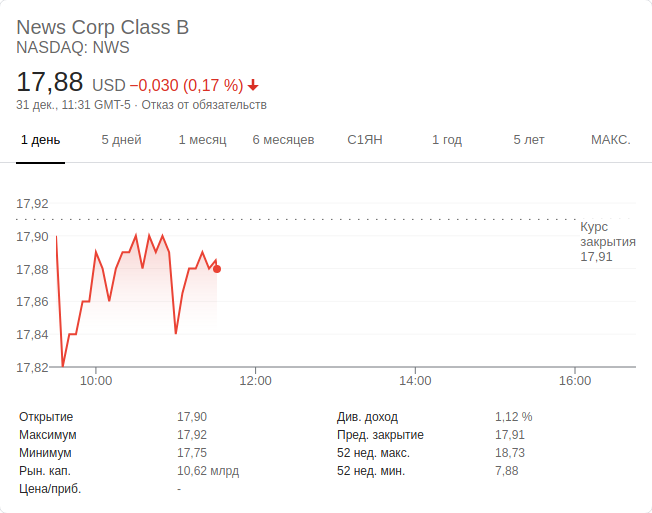 News Corp Class B
NASDAQ: NWS
17,88 USD −0,030 (0,17 %)
31 дек., 11:31 GMT-5 · Отказ от обязательств
1 день 5 дней 1 месяц 6 месяцев С1ЯН 1 год 5 лет МАКС.
17,92
17,90
17,88
17,86
17,84
17,82
Курс
закрытия
17,91
10:00 12:00 14:00 16:00
Открытие 17,90 Див. доход 1,12 %
Максимум 17,92 Пред. закрытие 17,91
Минимум 17,75 52 нед. макс. 18,73
Рын. кап. 10,62 млрд 52 нед. мин. 7,88
Цена/приб. -